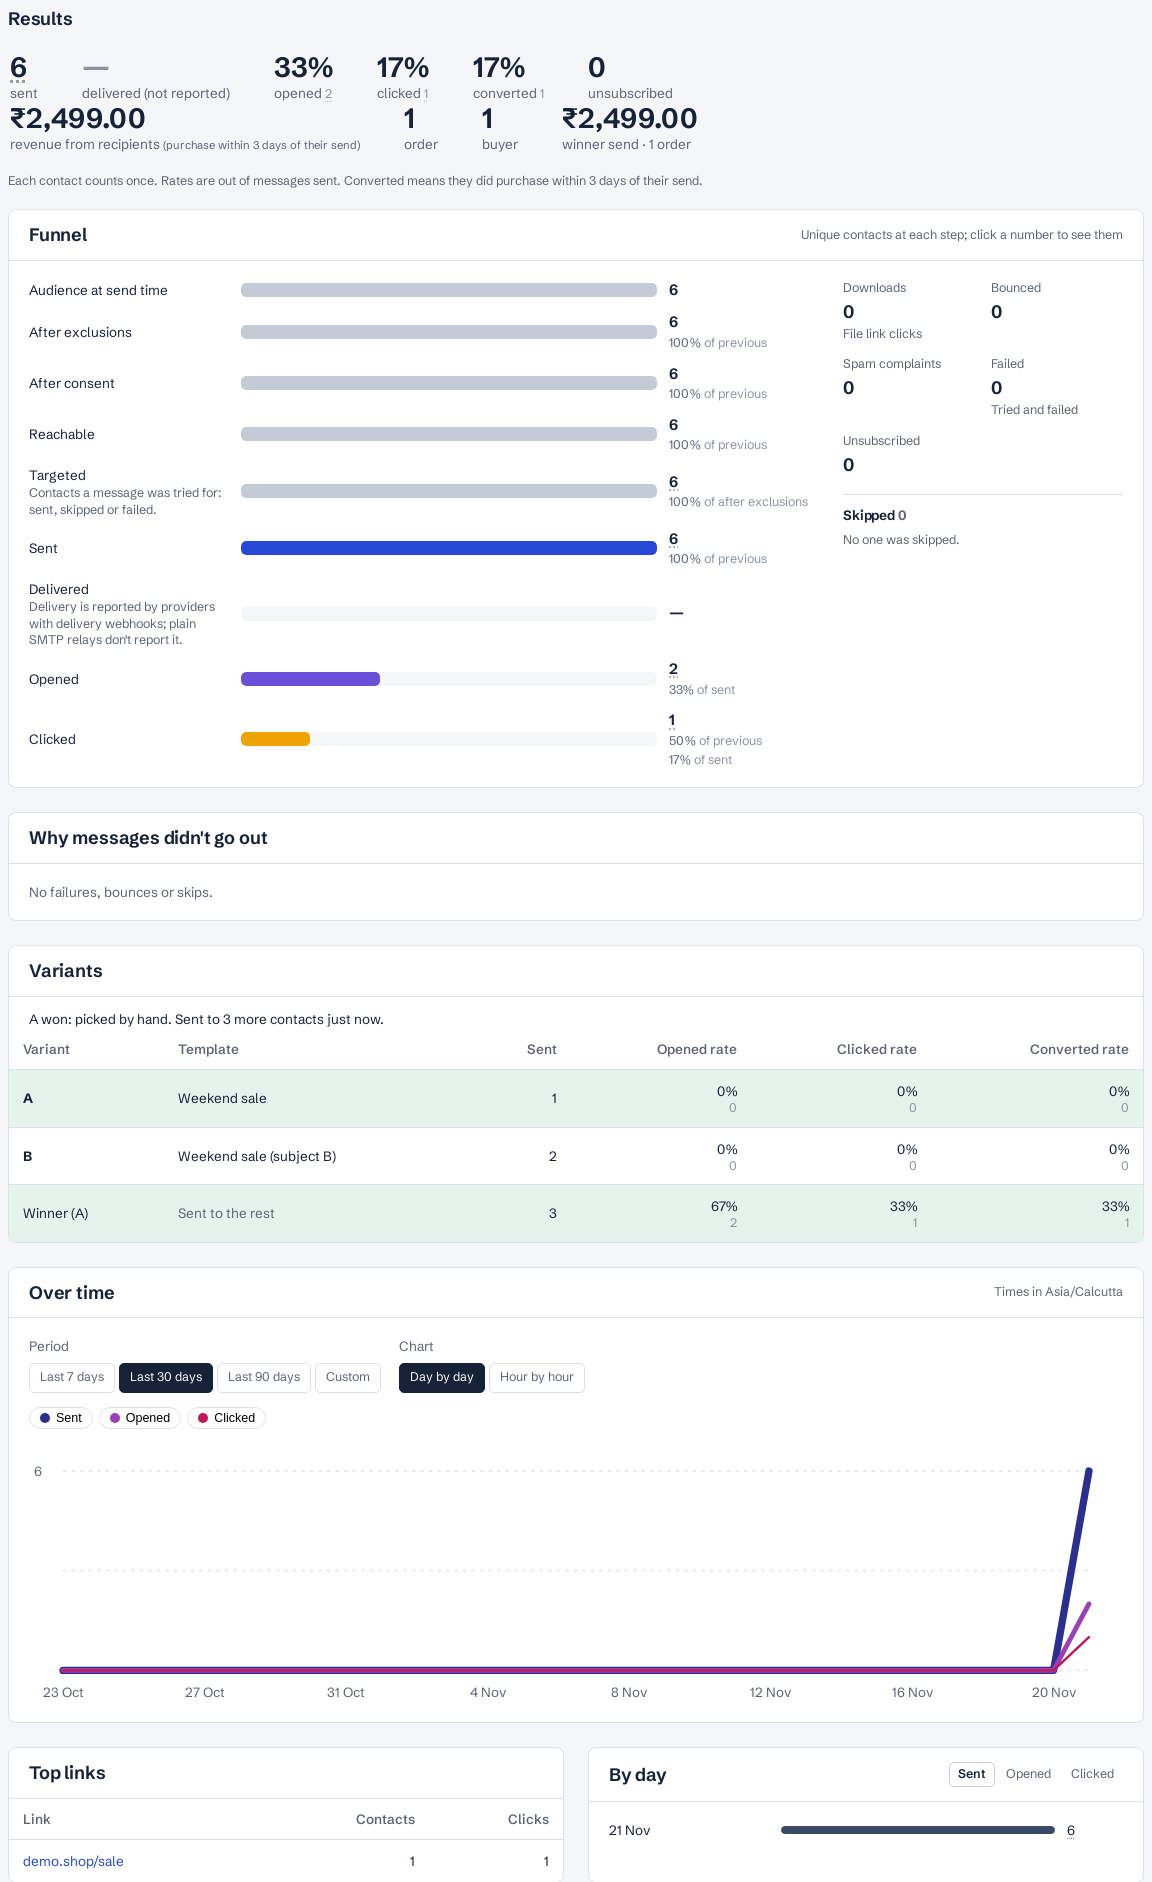 Results
6 — 33% 17% 17% 0
sent delivered (not reported) opened 2 clicked 1 converted 1 unsubscribed
₹2,499.00 1 1 ₹2,499.00
revenue from recipients (purchase within 3 days of their send) order buyer winner send · 1 order
Each contact counts once. Rates are out of messages sent. Converted means they did purchase within 3 days of their send.
Funnel
Unique contacts at each step; click a number to see them
Audience at send time 6
After exclusions 6
100% of previous
After consent 6
100% of previous
Reachable 6
100% of previous
Targeted
Contacts a message was tried for:
sent, skipped or failed.
6
100% of after exclusions
Sent 6
100% of previous
Delivered
Delivery is reported by providers
with delivery webhooks; plain
SMTP relays don't report it.
—
Opened 2
33% of sent
Clicked 1
50% of previous
17% of sent
Downloads Bounced
0 0
File link clicks
Spam complaints Failed
0 0
Tried and failed
Unsubscribed
0
Skipped 0
No one was skipped.
Why messages didn't go out
No failures, bounces or skips.
Variants
A won: picked by hand. Sent to 3 more contacts just now.
Variant Template Sent Opened rate Clicked rate Converted rate
A Weekend sale 1 0% 0% 0%
0 0 0
B Weekend sale (subject B) 2 0% 0% 0%
0 0 0
Winner (A) Sent to the rest 3 67% 33% 33%
2 1 1
Over time
Times in Asia/Calcutta
Period Chart
Last 7 days Last 30 days Last 90 days Custom Day by day Hour by hour
Sent Opened Clicked
6
23 Oct 27 Oct 31 Oct 4 Nov 8 Nov 12 Nov 16 Nov 20 Nov
Top links
Link Contacts Clicks
demo.shop/sale 1 1
By day
Sent Opened Clicked
21 Nov 6